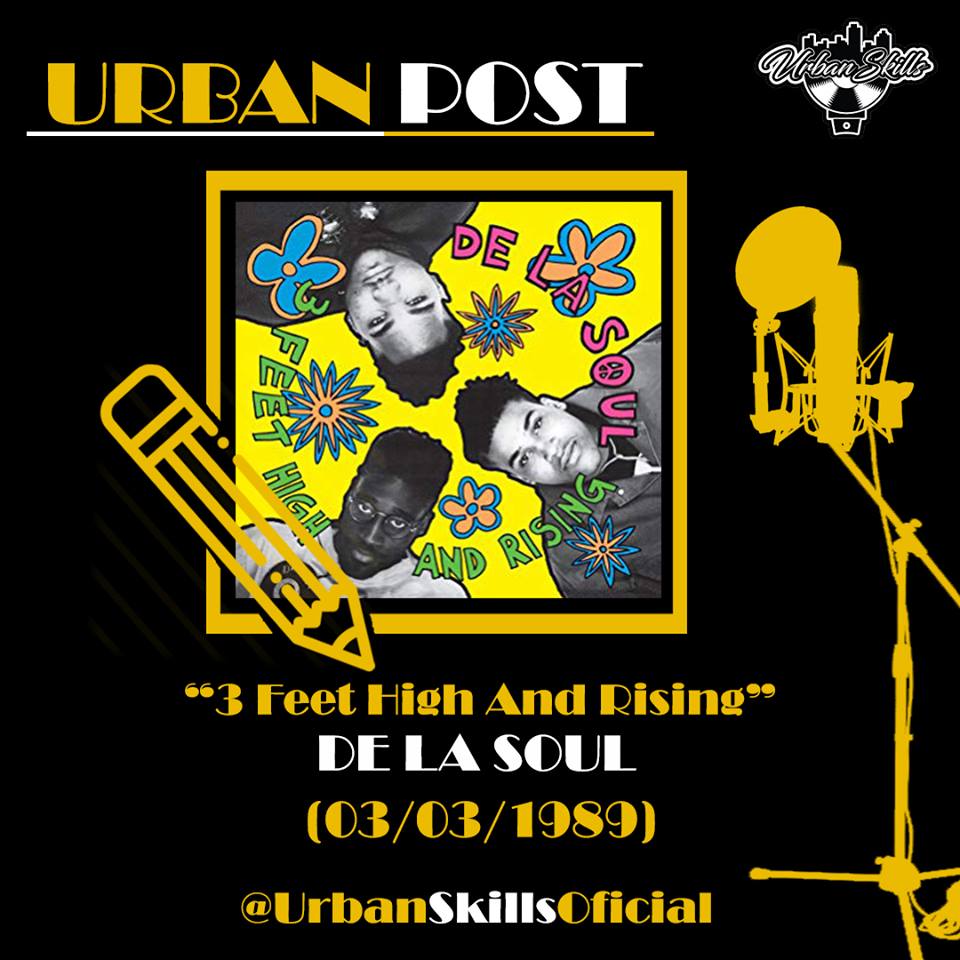 URBAN POST
Urban Skills
DE LA SOUL
3 FEET HIGH
AND RISING
“3 Feet High And Rising”
DE LA SOUL
(03/03/1989)
@UrbanSkillsOficial